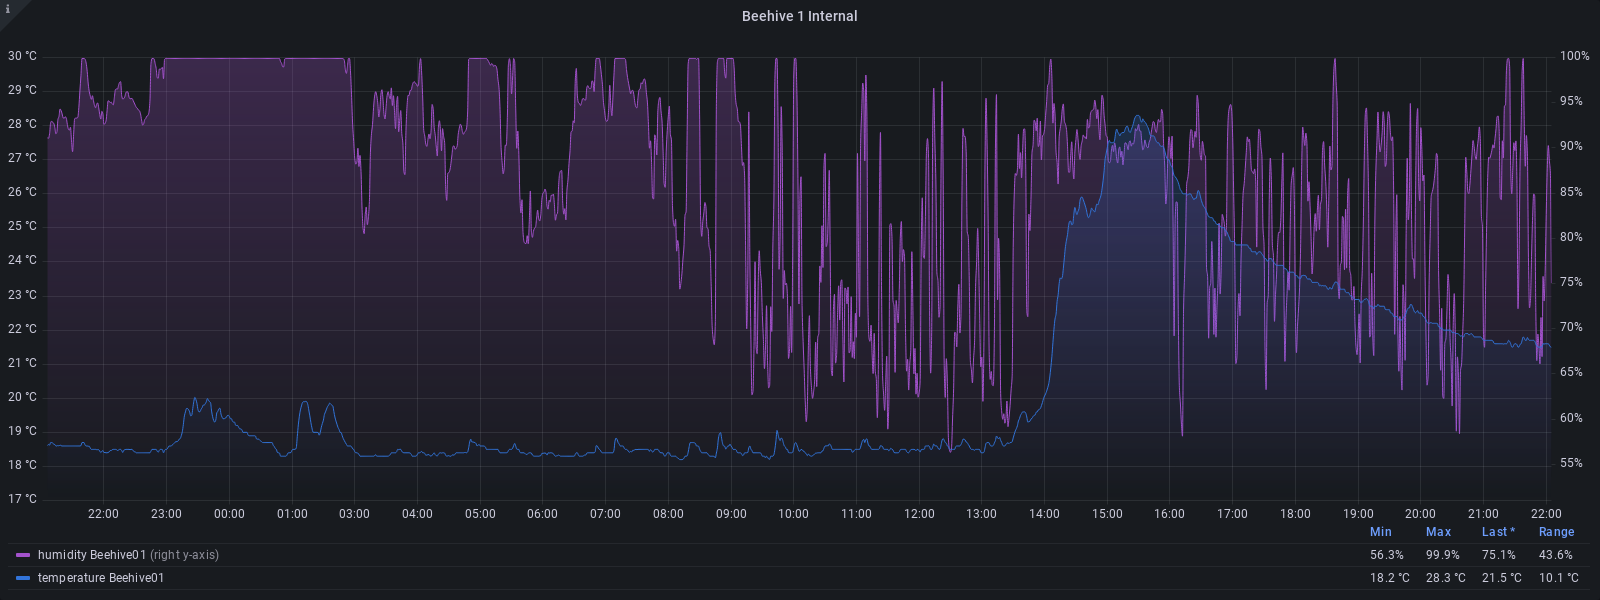 i
Beehive 1 Internal
30 °C 100%
29 °C 95%
28 °C 90%
27 °C 85%
26 °C 80%
25 °C 75%
24 °C 70%
23 °C 65%
22 °C 60%
21 °C 55%
20 °C
19 °C
18 °C
17 °C
22:00 23:00 00:00 01:00 02:00 03:00 04:00 05:00 06:00 07:00 08:00 09:00 10:00 11:00 12:00 13:00 14:00 15:00 16:00 17:00 18:00 19:00 20:00 21:00 22:00
Min Max Last * Range
humidity Beehive01 (right y-axis) 56.3% 99.9% 75.1% 43.6%
temperature Beehive01 18.2 °C 28.3 °C 21.5 °C 10.1 °C